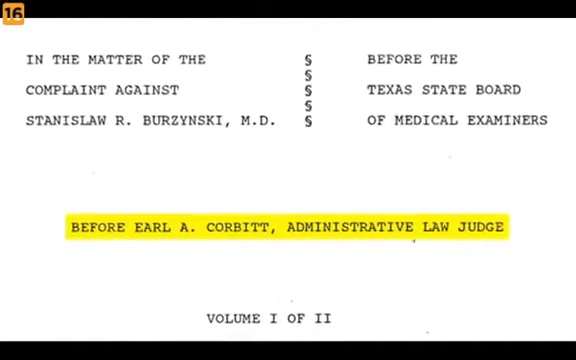 16
IN THE MATTER OF THE § BEFORE THE
§
COMPLAINT AGAINST § TEXAS STATE BOARD
§
STANISLAW R. BURZYNSKI, M.D. § OF MEDICAL EXAMINERS
BEFORE EARL A. CORBITT, ADMINISTRATIVE LAW JUDGE
VOLUME I OF II